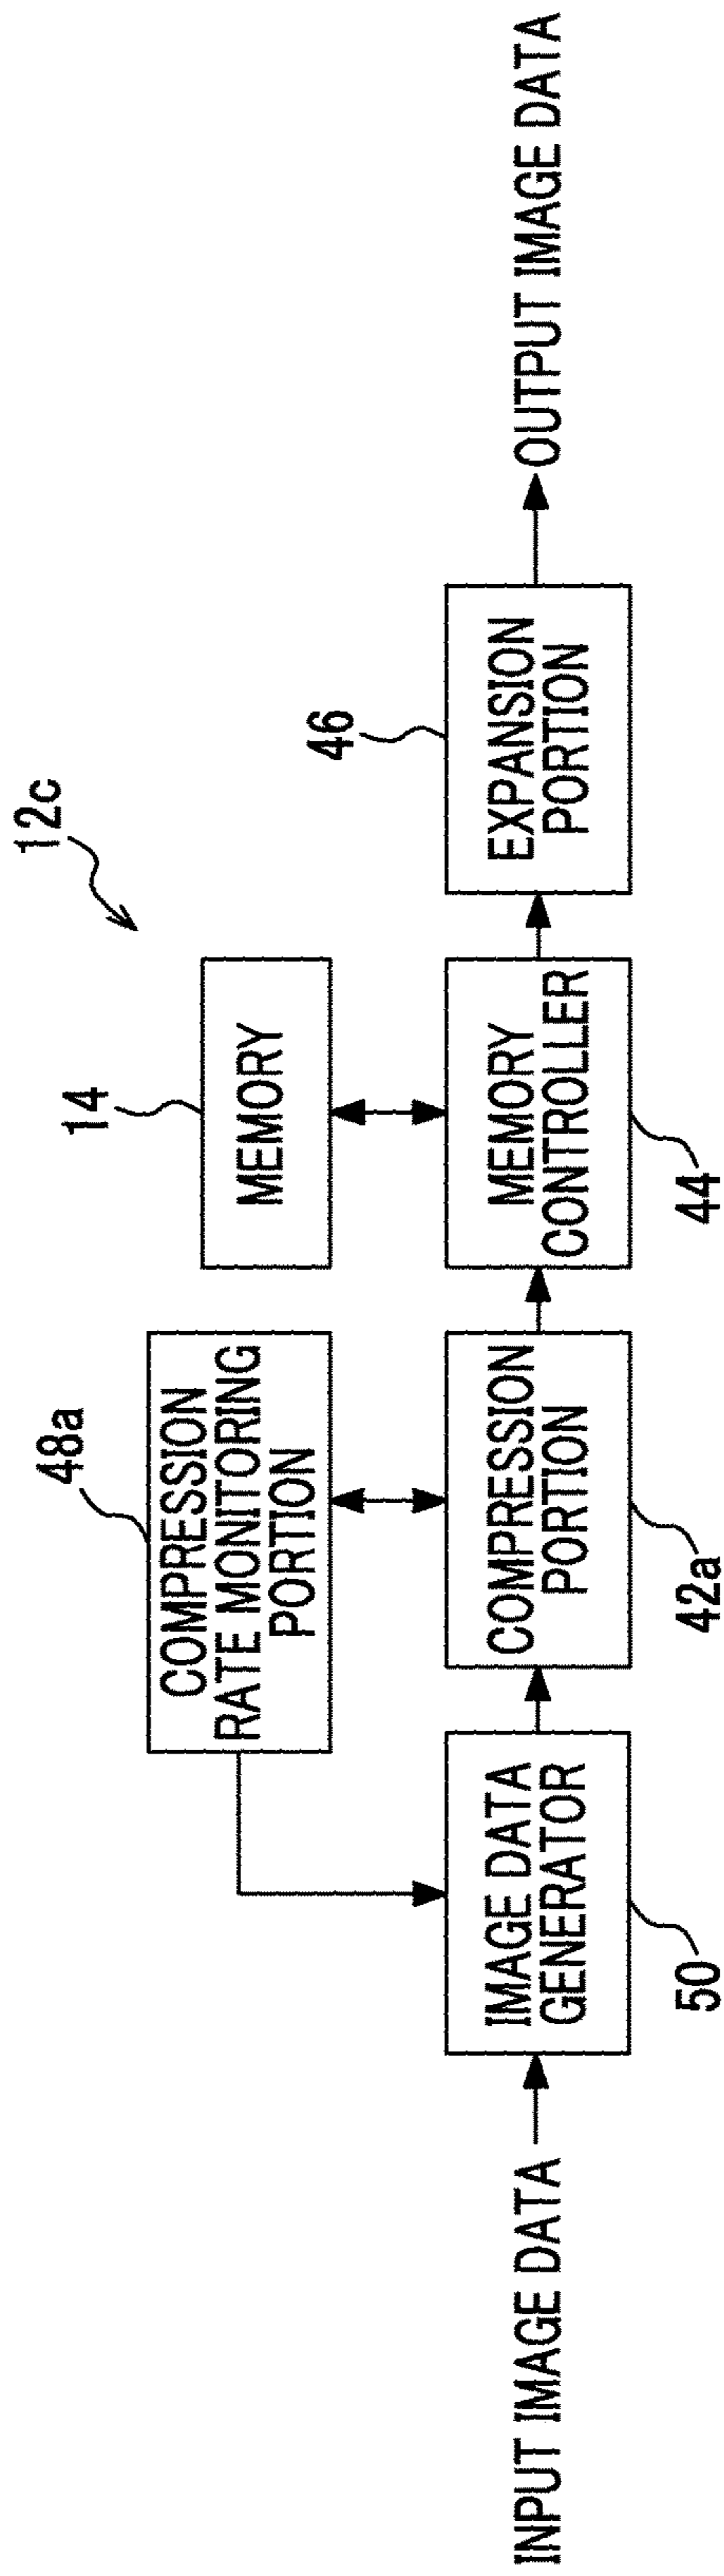 12c
48a
COMPRESSION
RATE MONITORING
PORTION
14
MEMORY
46
INPUT IMAGE DATA
IMAGE DATA
GENERATOR
COMPRESSION
PORTION
MEMORY
CONTROLLER
EXPANSION
PORTION
OUTPUT IMAGE DATA
50
42a
44